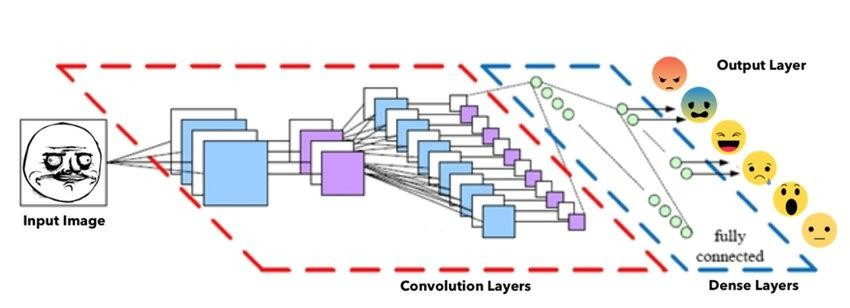 Output Layer
Input Image
fully
connected
Convolution Layers
Dense Layers